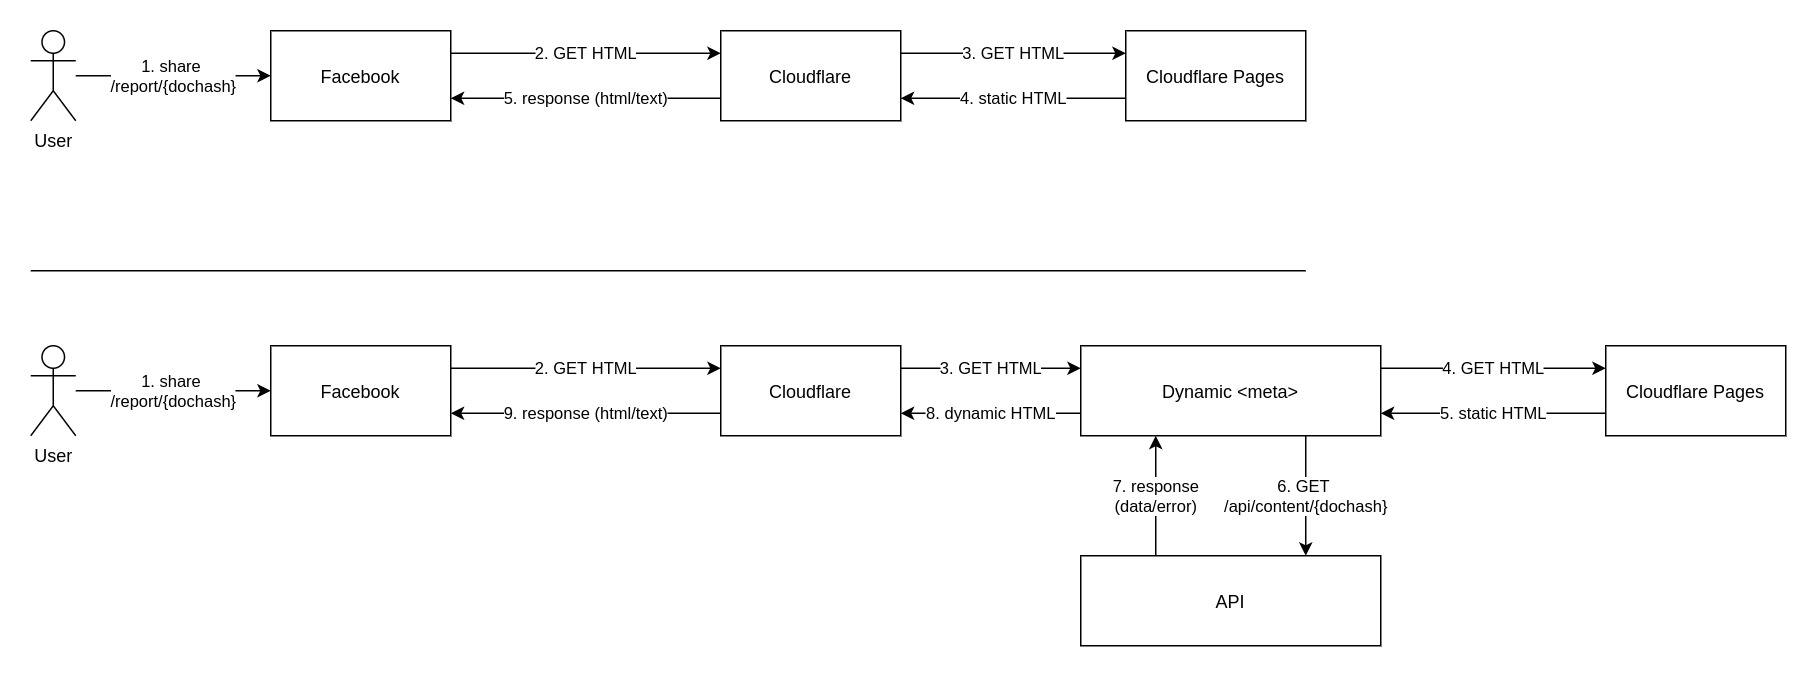 1. share
/report/{dochash}
User
Facebook
2. GET HTML
5. response (html/text)
Cloudflare
3. GET HTML
4. static HTML
Cloudflare Pages
1. share
/report/{dochash}
User
Facebook
2. GET HTML
9. response (html/text)
Cloudflare
3. GET HTML
8. dynamic HTML
Dynamic <meta>
4. GET HTML
5. static HTML
Cloudflare Pages
7. response
(data/error)
6. GET
/api/content/{dochash}
API